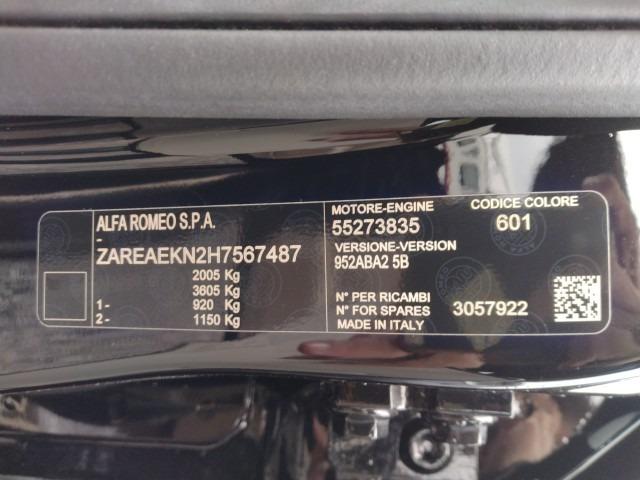 ALFA ROMEO S.P.A.
-
ZAREAEKN2H7567487
2005 Kg
3605 Kg
1- 920 Kg
2- 1150 Kg
MOTORE-ENGINE
55273835
VERSIONE-VERSION
952ABA2 5B
N° PER RICAMBI
N° FOR SPARES 3057922
MADE IN ITALY
CODICE COLORE
601